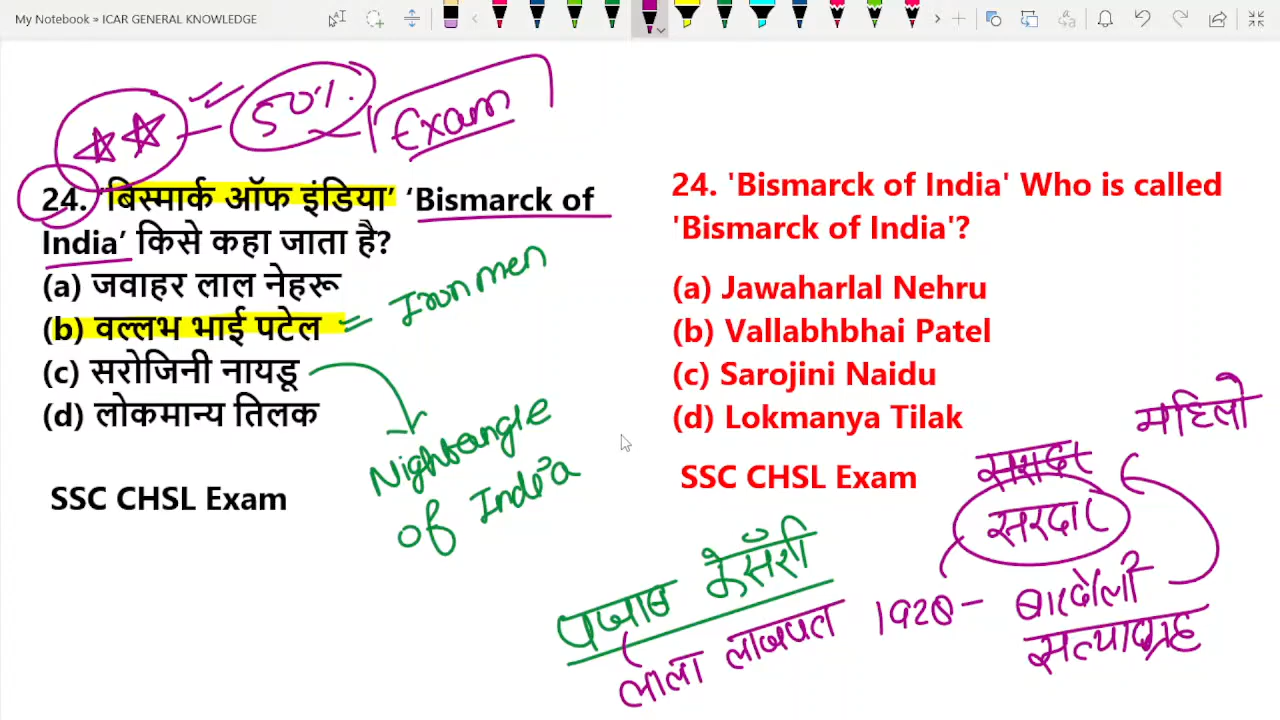 My Notebook » ICAR GENERAL KNOWLEDGE
50%
Exam
24. 'बिस्मार्क ऑफ इंडिया' ‘Bismarck of
India’ किसे कहा जाता है?
(a) जवाहर लाल नेहरू
(b) वल्लभ भाई पटेल
(c) सरोजिनी नायडू
(d) लोकमान्य तिलक
SSC CHSL Exam
Iron men
Nightangle
of India
24. 'Bismarck of India' Who is called
'Bismarck of India'?
(a) Jawaharlal Nehru
(b) Vallabhbhai Patel
(c) Sarojini Naidu
(d) Lokmanya Tilak
SSC CHSL Exam
महिलो
सरदार
पंजाब केसरी
लाला लाजपत
1928 - बारदोली
सत्याग्रह